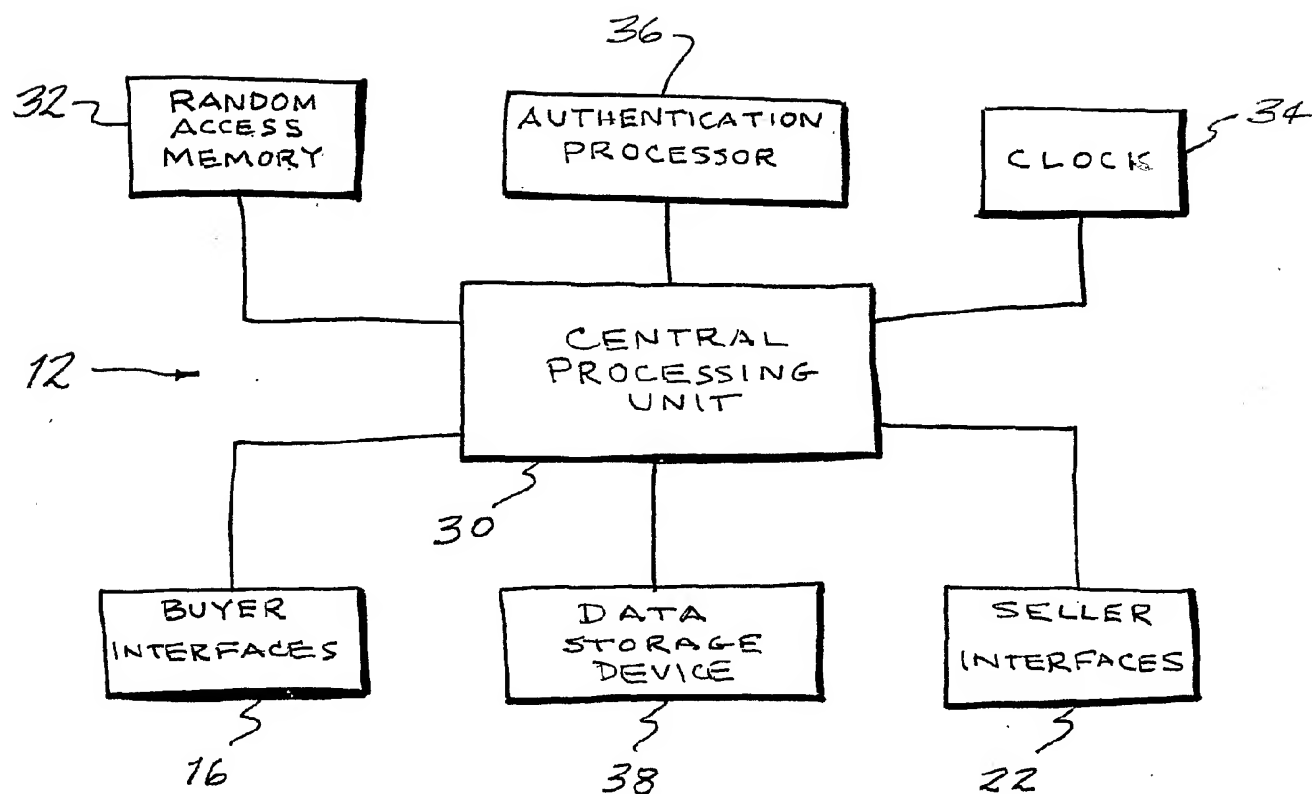 36
32
RANDOM
ACCESS
MEMORY
AUTHENTICATION
PROCESSOR
34
CLOCK
12
CENTRAL
PROCESSING
UNIT
30
BUYER
INTERFACES
DATA
STORAGE
DEVICE
SELLER
INTERFACES
16
38
22